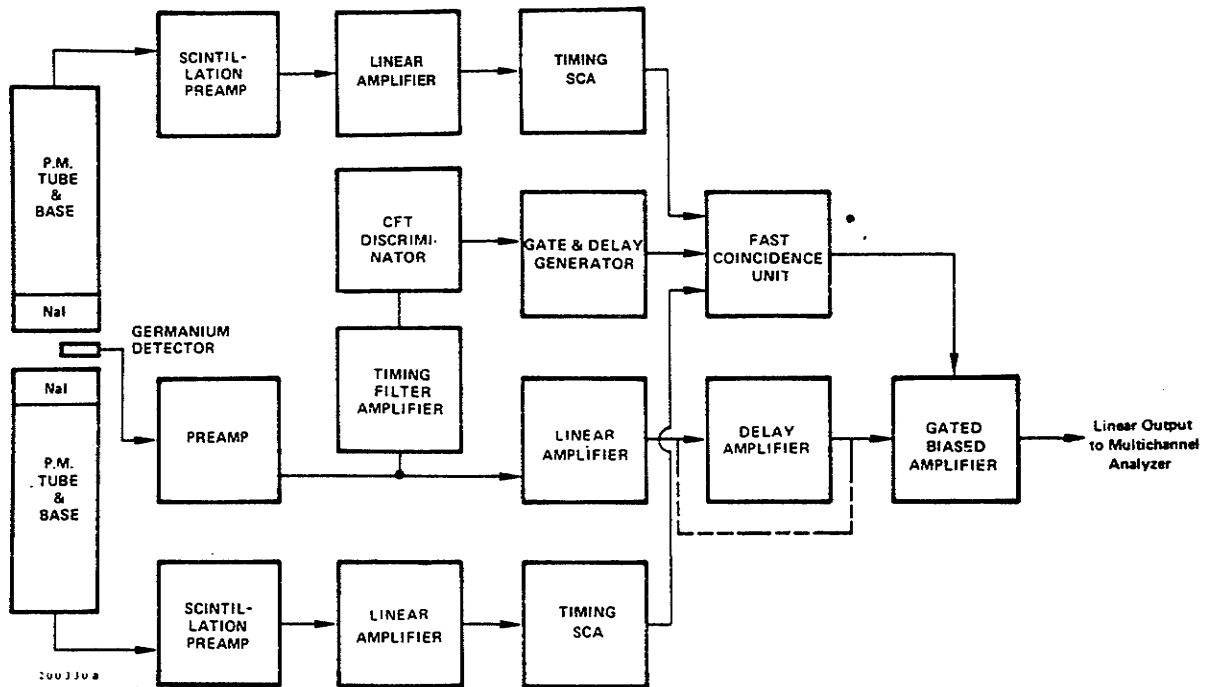 SCINTIL-
LATION
PREAMP
LINEAR
AMPLIFIER
TIMING
SCA
P.M.
TUBE
&
BASE
NaI
CFT
DISCRIMI-
NATOR
GATE & DELAY
GENERATOR
FAST
COINCIDENCE
UNIT
GERMANIUM
DETECTOR
NaI
P.M.
TUBE
&
BASE
TIMING
FILTER
AMPLIFIER
PREAMP
LINEAR
AMPLIFIER
DELAY
AMPLIFIER
GATED
BIASED
AMPLIFIER
Linear Output
to Multichannel
Analyzer
SCINTIL-
LATION
PREAMP
LINEAR
AMPLIFIER
TIMING
SCA